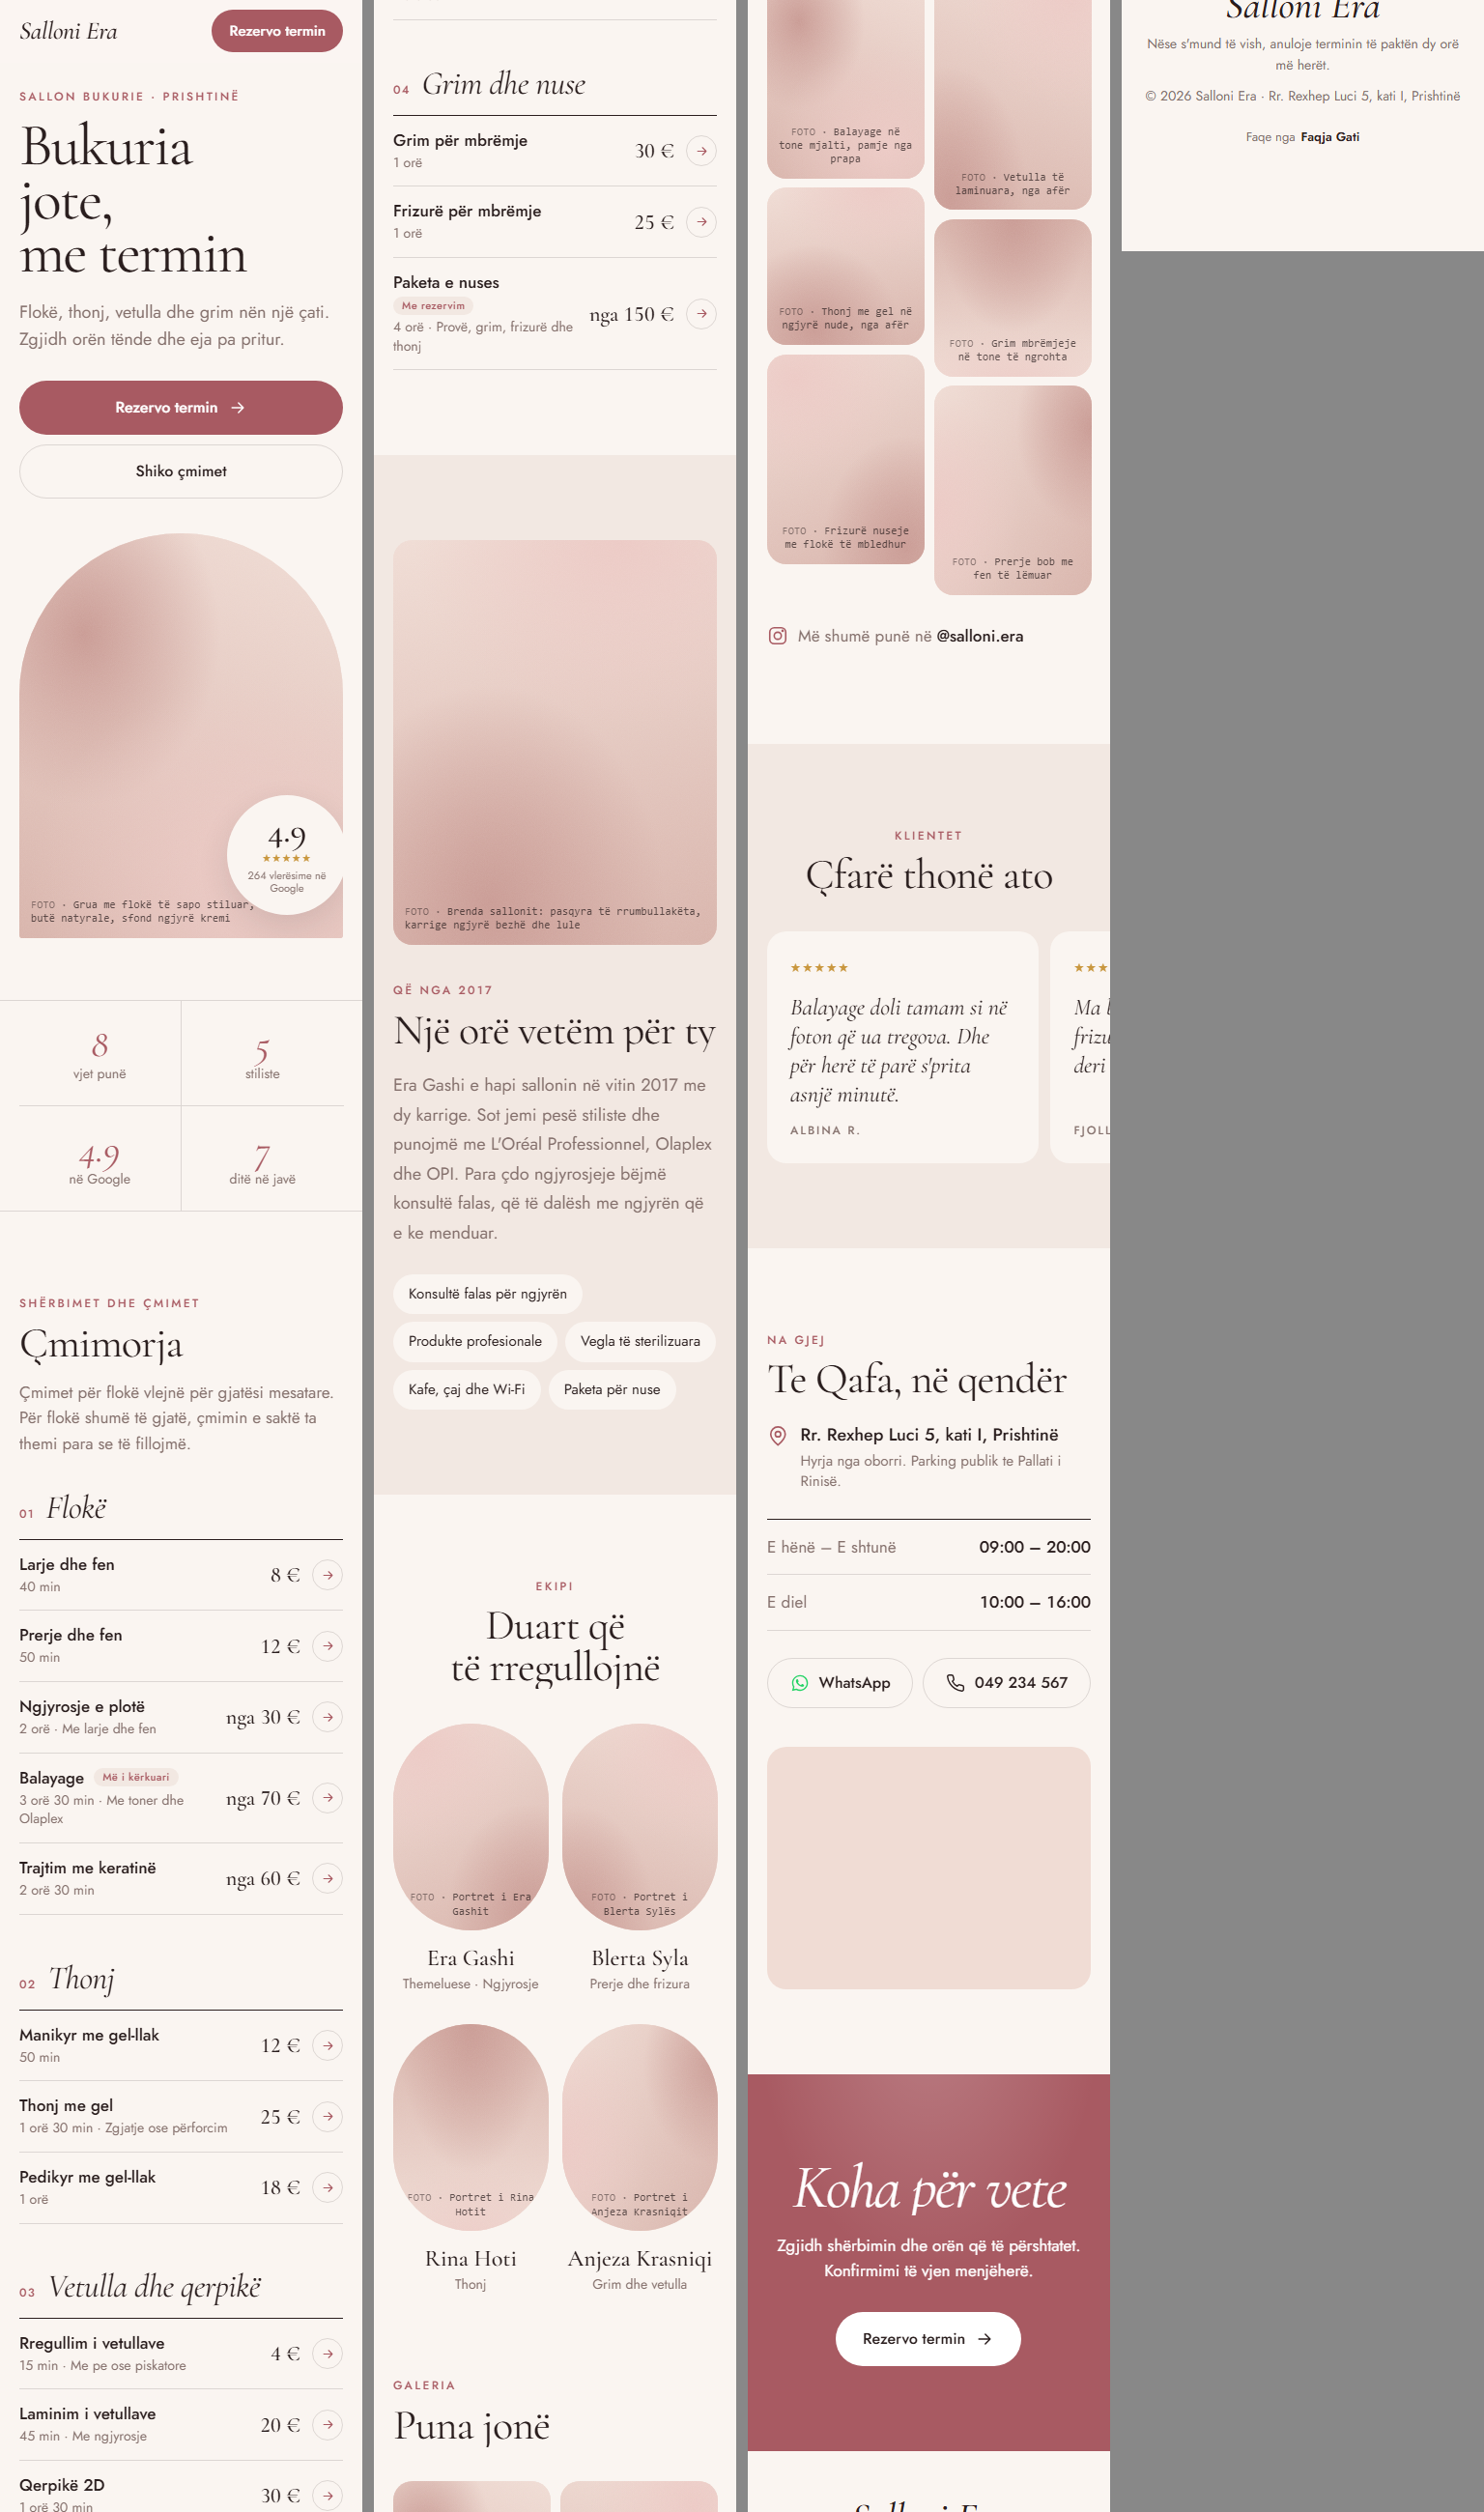 Salloni Era
Rezervo termin
SALLON BUKURIE · PRISHTINË
Bukuria
jote,
me termin
Flokë, thonj, vetulla dhe grim nën një çati.
Zgjidh orën tënde dhe eja pa pritur.
Rezervo termin →
Shiko çmimet
4.9
★★★★★
264 vlerësime në
Google
FOTO · Grua me flokë të sapo stiluar,
butë natyrale, sfond ngjyrë kremi
8
vjet punë
5
stiliste
4.9
në Google
7
ditë në javë
SHËRBIMET DHE ÇMIMET
Çmimorja
Çmimet për flokë vlejnë për gjatësi mesatare.
Për flokë shumë të gjatë, çmimin e saktë ta
themi para se të fillojmë.
01 Flokë
Larje dhe fen
40 min
8 € →
Prerje dhe fen
50 min
12 € →
Ngjyrosje e plotë
2 orë · Me larje dhe fen
nga 30 € →
Balayage Më i kërkuari
3 orë 30 min · Me toner dhe
Olaplex
nga 70 € →
Trajtim me keratinë
2 orë 30 min
nga 60 € →
02 Thonj
Manikyr me gel-llak
50 min
12 € →
Thonj me gel
1 orë 30 min · Zgjatje ose përforcim
25 € →
Pedikyr me gel-llak
1 orë
18 € →
03 Vetulla dhe qerpikë
Rregullim i vetullave
15 min · Me pe ose piskatore
4 € →
Laminim i vetullave
45 min · Me ngjyrosje
20 € →
Qerpikë 2D
1 orë 30 min
30 € →
04 Grim dhe nuse
Grim për mbrëmje
1 orë
30 € →
Frizurë për mbrëmje
1 orë
25 € →
Paketa e nuses
Me rezervim
4 orë · Provë, grim, frizurë dhe
thonj
nga 150 € →
FOTO · Brenda sallonit: pasqyra të rrumbullakëta,
karrige ngjyrë bezhë dhe lule
QË NGA 2017
Një orë vetëm për ty
Era Gashi e hapi sallonin në vitin 2017 me
dy karrige. Sot jemi pesë stiliste dhe
punojmë me L'Oréal Professionnel, Olaplex
dhe OPI. Para çdo ngjyrosjeje bëjmë
konsultë falas, që të dalësh me ngjyrën që
e ke menduar.
Konsultë falas për ngjyrën
Produkte profesionale
Vegla të sterilizuara
Kafe, çaj dhe Wi-Fi
Paketa për nuse
EKIPI
Duart që
të rregullojnë
FOTO · Portret i Era
Gashit
Era Gashi
Themeluese · Ngjyrosje
FOTO · Portret i
Blerta Sylës
Blerta Syla
Prerje dhe frizura
FOTO · Portret i Rina
Hotit
Rina Hoti
Thonj
FOTO · Portret i
Anjeza Krasniqit
Anjeza Krasniqi
Grim dhe vetulla
GALERIA
Puna jonë
FOTO · Balayage në
tone mjalti, pamje nga
prapa
FOTO · Vetulla të
laminuara, nga afër
FOTO · Thonj me gel në
ngjyrë nude, nga afër
FOTO · Grim mbrëmjeje
në tone të ngrohta
FOTO · Frizurë nuseje
me flokë të mbledhur
FOTO · Prerje bob me
fen të lëmuar
Më shumë punë në @salloni.era
KLIENTET
Çfarë thonë ato
★★★★★
Balayage doli tamam si në
foton që ua tregova. Dhe
për herë të parë s'prita
asnjë minutë.
ALBINA R.
★★★
Ma
frizu
deri
FJOLL
NA GJEJ
Te Qafa, në qendër
Rr. Rexhep Luci 5, kati I, Prishtinë
Hyrja nga oborri. Parking publik te Pallati i
Rinisë.
E hënë – E shtunë 09:00 – 20:00
E diel 10:00 – 16:00
WhatsApp
049 234 567
Koha për vete
Zgjidh shërbimin dhe orën që të përshtatet.
Konfirmimi të vjen menjëherë.
Rezervo termin →
Salloni Era
Nëse s'mund të vish, anuloje terminin të paktën dy orë
më herët.
© 2026 Salloni Era · Rr. Rexhep Luci 5, kati I, Prishtinë
Faqe nga Faqja Gati